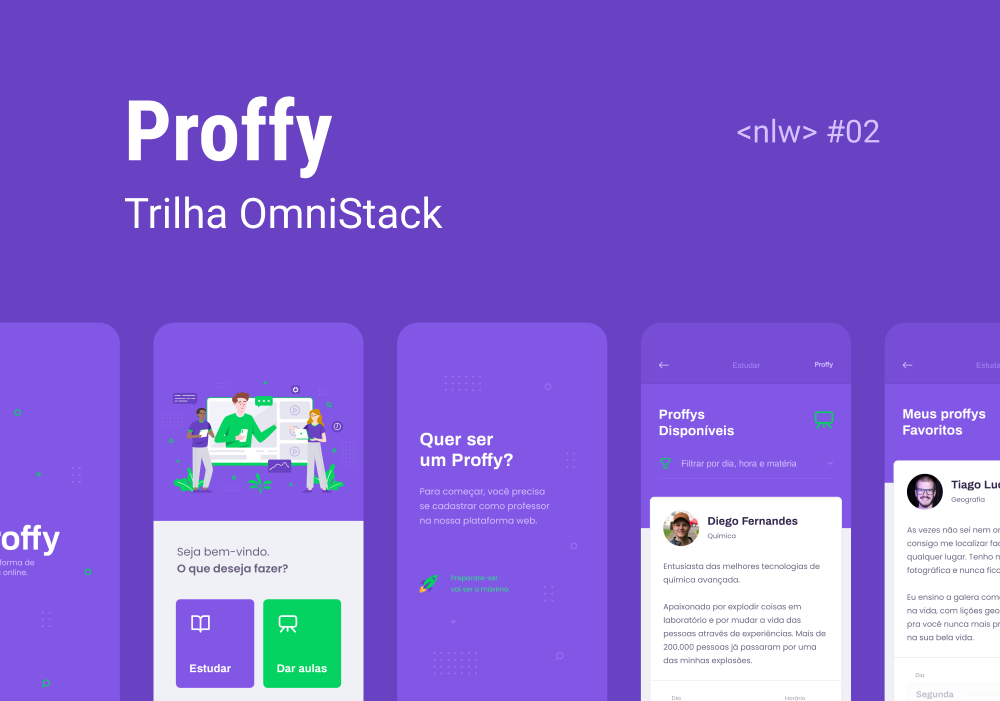 Proffy
<nlw> #02
Trilha OmniStack
roffy
forma de
online.
Seja bem-vindo.
O que deseja fazer?
Estudar
Dar aulas
Quer ser
um Proffy?
Para começar, você precisa
se cadastrar como professor
na nossa plataforma web.
Preparare-se!
vai ser o máximo.
Estudar
Proffy
Proffys
Disponíveis
Filtrar por dia, hora e matéria
Diego Fernandes
Química
Entusiasta das melhores tecnologias de
química avançada.
Apaixonado por explodir coisas em
laboratório e por mudar a vida das
pessoas através de experiências. Mais de
200.000 pessoas já passaram por uma
das minhas explosões.
Dia
Horário
Estuda
Meus proffys
Favoritos
Tiago Luc
Geografia
As vezes não sei nem on
consigo me localizar fac
qualquer lugar. Tenho m
fotográfica e nunca fico
Eu ensino a galera com
na vida, com lições geo
pra você nunca mais p
na sua bela vida.
Dia
Segunda